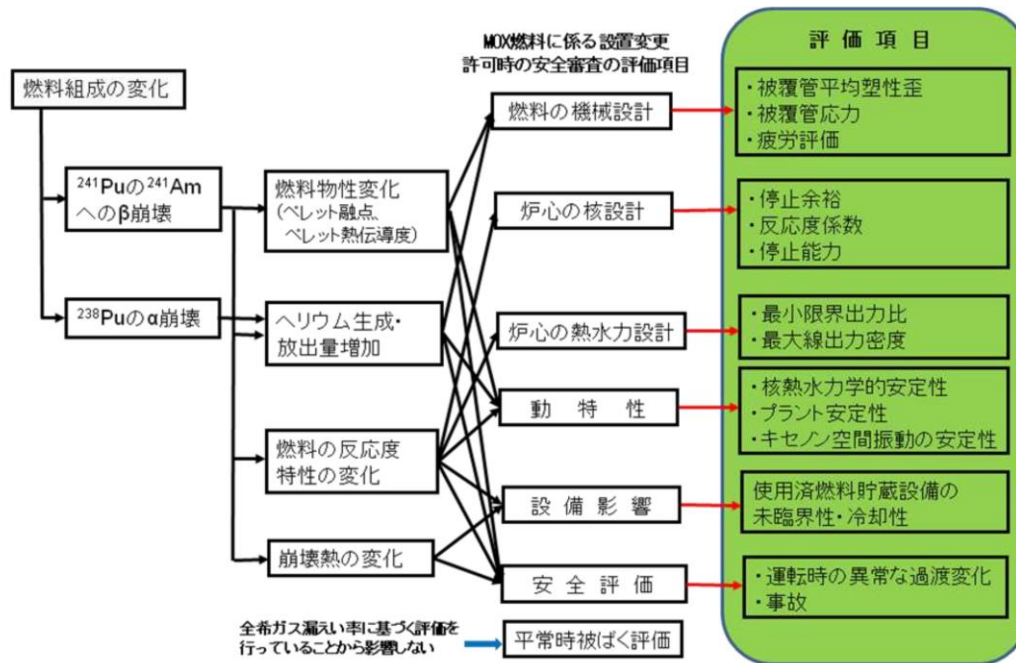 MOX燃料に係る設置変更
許可時の安全審査の評価項目
評価項目
燃料組成の変化
²⁴¹Puの²⁴¹Am
へのβ崩壊
²³⁸Puのα崩壊
燃料物性変化
(ペレット融点、
ペレット熱伝導度)
ヘリウム生成・
放出量増加
燃料の反応度
特性の変化
崩壊熱の変化
燃料の機械設計
炉心の核設計
炉心の熱水力設計
動特性
設備影響
安全評価
全希ガス漏えい率に基づく評価を
行っていることから影響しない
平常時被ばく評価
・被覆管平均塑性歪
・被覆管応力
・疲労評価
・停止余裕
・反応度係数
・停止能力
・最小限界出力比
・最大線出力密度
・核熱水力学的安定性
・プラント安定性
・キセノン空間振動の安定性
使用済燃料貯蔵設備の
未臨界性・冷却性
・運転時の異常な過渡変化
・事故